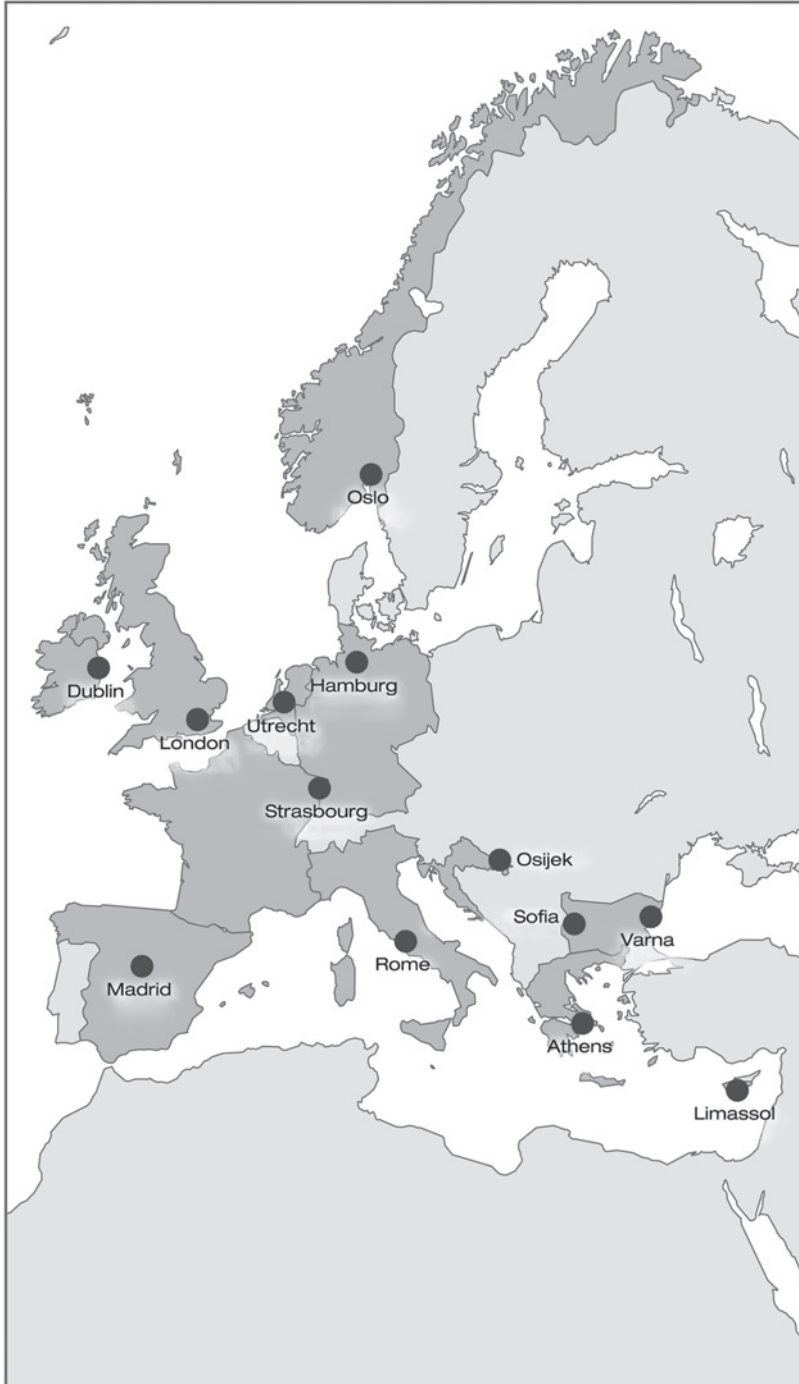 Oslo
Dublin
Hamburg
Utrecht
London
Strasbourg
Osijek
Sofia
Varna
Rome
Madrid
Athens
Limassol